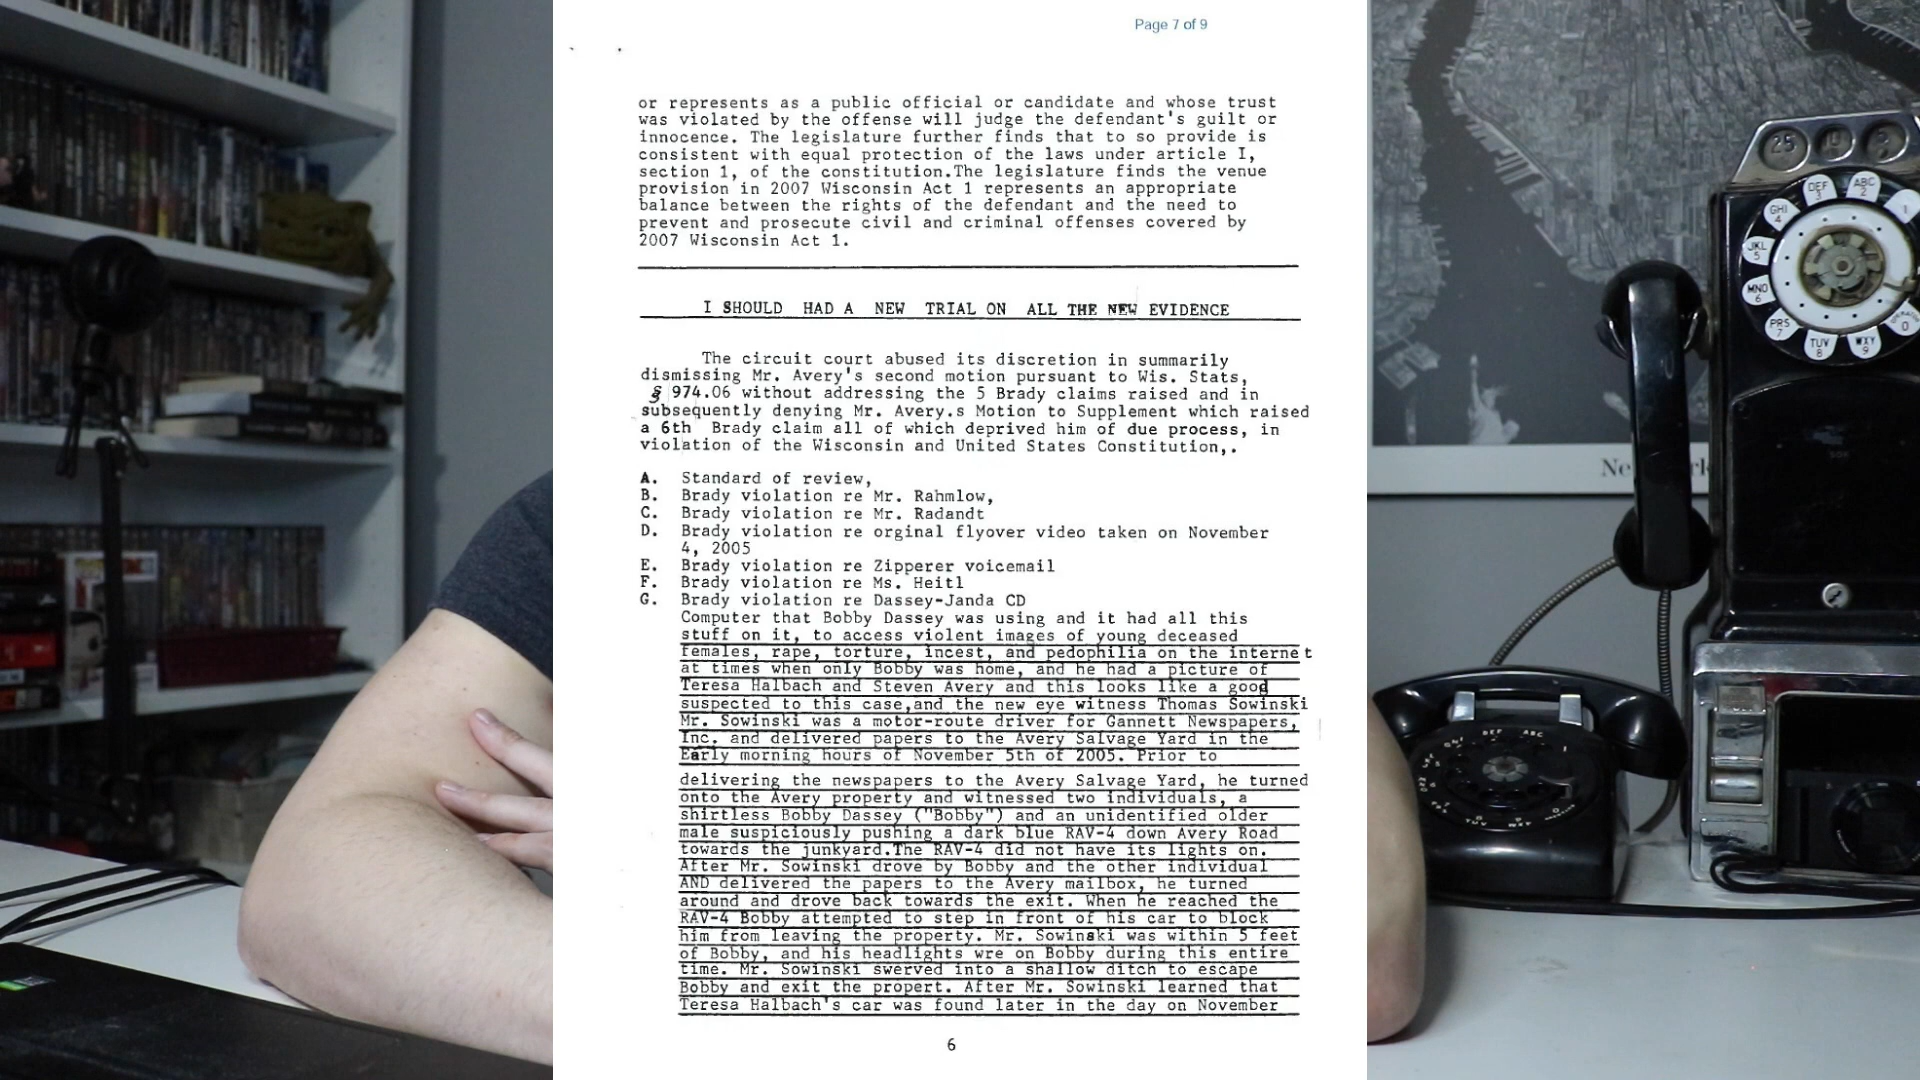 Page 7 of 9
or represents as a public official or candidate and whose trust
was violated by the offense will judge the defendant's guilt or
innocence. The legislature further finds that to so provide is
consistent with equal protection of the laws under article I,
section 1, of the constitution.The legislature finds the venue
provision in 2007 Wisconsin Act 1 represents an appropriate
balance between the rights of the defendant and the need to
prevent and prosecute civil and criminal offenses covered by
2007 Wisconsin Act 1.
I SHOULD HAD A NEW TRIAL ON ALL THE NEW EVIDENCE
The circuit court abused its discretion in summarily
dismissing Mr. Avery's second motion pursuant to Wis. Stats,
§ 974.06 without addressing the 5 Brady claims raised and in
subsequently denying Mr. Avery.s Motion to Supplement which raised
a 6th Brady claim all of which deprived him of due process, in
violation of the Wisconsin and United States Constitution,.
A. Standard of review,
B. Brady violation re Mr. Rahmlow,
C. Brady violation re Mr. Radandt
D. Brady violation re orginal flyover video taken on November
4, 2005
E. Brady violation re Zipperer voicemail
F. Brady violation re Ms. Heitl
G. Brady violation re Dassey-Janda CD
Computer that Bobby Dassey was using and it had all this
stuff on it, to access violent images of young deceased
females, rape, torture, incest, and pedophilia on the internet
at times when only Bobby was home, and he had a picture of
Teresa Halbach and Steven Avery and this looks like a good
suspected to this case,and the new eye witness Thomas Sowinski
Mr. Sowinski was a motor-route driver for Gannett Newspapers,
Inc. and delivered papers to the Avery Salvage Yard in the
Early morning hours of November 5th of 2005. Prior to
delivering the newspapers to the Avery Salvage Yard, he turned
onto the Avery property and witnessed two individuals, a
shirtless Bobby Dassey ("Bobby") and an unidentified older
male suspiciously pushing a dark blue RAV-4 down Avery Road
towards the junkyard.The RAV-4 did not have its lights on.
After Mr. Sowinski drove by Bobby and the other individual
AND delivered the papers to the Avery mailbox, he turned
around and drove back towards the exit. When he reached the
RAV-4 Bobby attempted to step in front of his car to block
him from leaving the property. Mr. Sowinski was within 5 feet
of Bobby, and his headlights wre on Bobby during this entire
time. Mr. Sowinski swerved into a shallow ditch to escape
Bobby and exit the propert. After Mr. Sowinski learned that
Teresa Halbach's car was found later in the day on November
6
25 10 5
ABC 2
DEF 3
GHI 4
JKL 5
MNO 6
PRS 7
TUV 8
WXY 9
OPERATOR 0
1